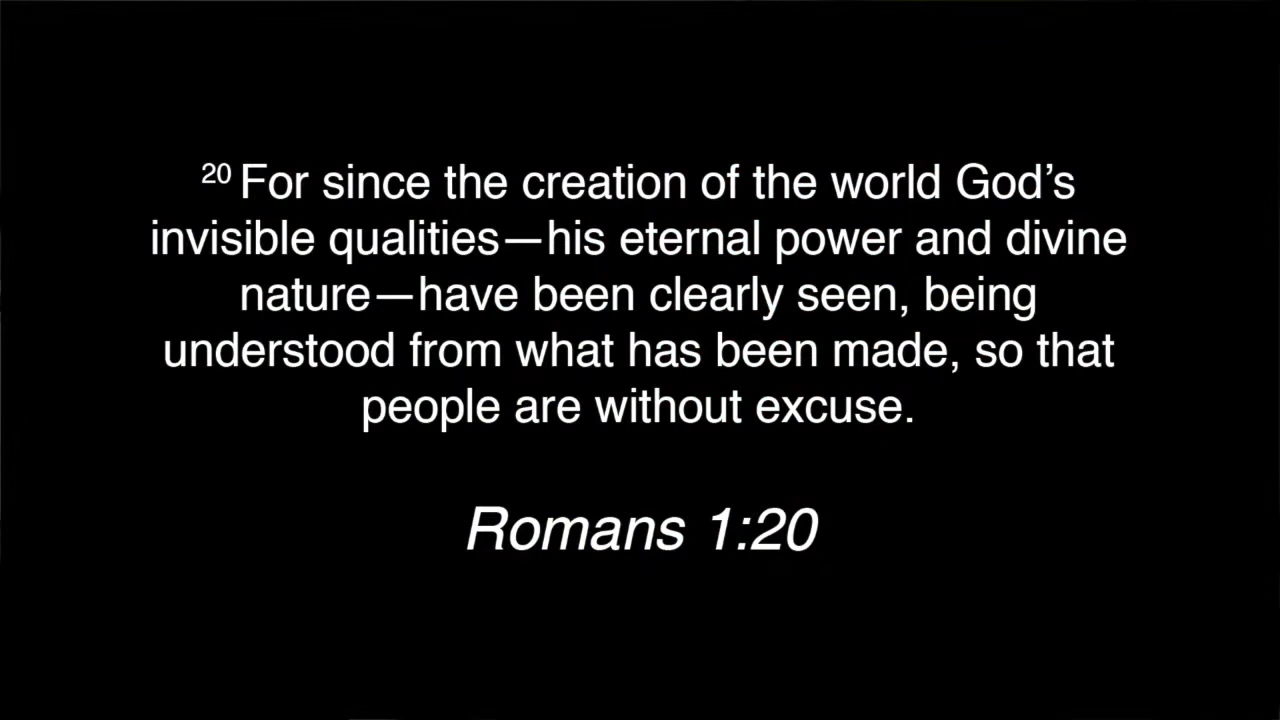 20 For since the creation of the world God’s
invisible qualities—his eternal power and divine
nature—have been clearly seen, being
understood from what has been made, so that
people are without excuse.
Romans 1:20